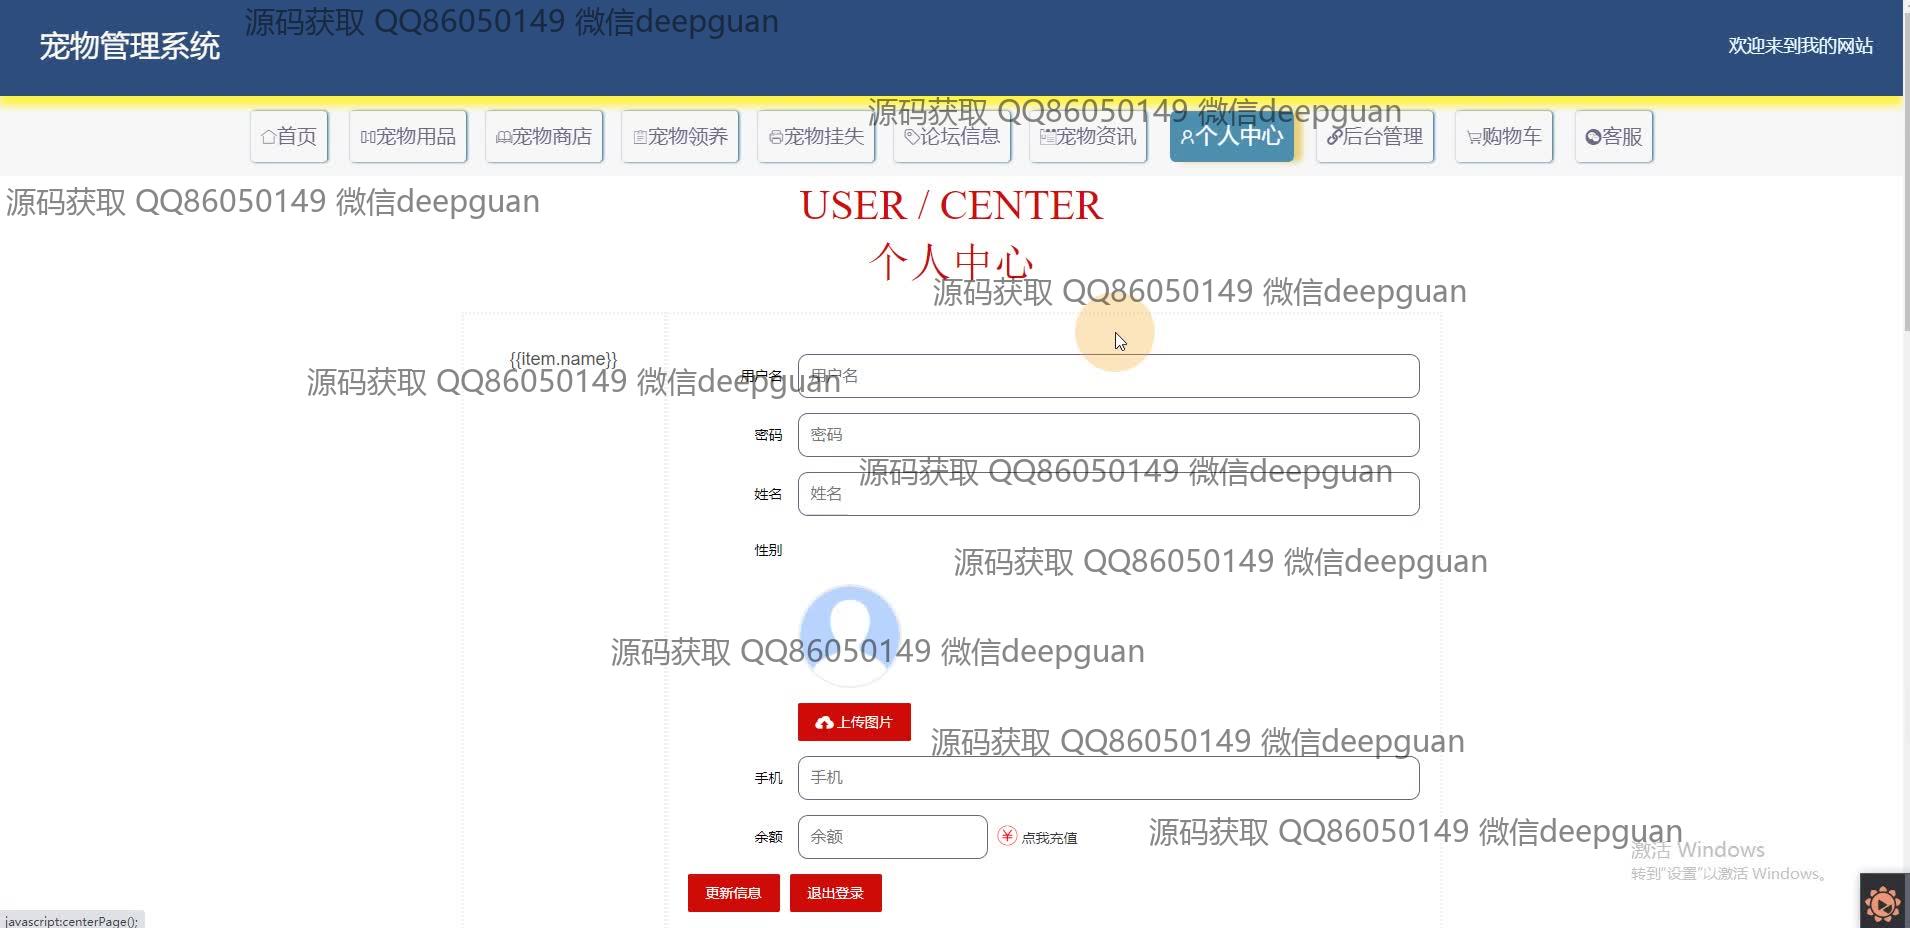 宠物管理系统
源码获取 QQ86050149 微信deepguan
欢迎来到我的网站
源码获取 QQ86050149 微信deepguan
首页
宠物用品
宠物商店
宠物领养
宠物挂失
论坛信息
宠物资讯
个人中心
后台管理
购物车
客服
源码获取 QQ86050149 微信deepguan
USER / CENTER
个人中心
源码获取 QQ86050149 微信deepguan
{{item.name}}
源码获取 QQ86050149 微信deepguan
用户名 用户名
密码 密码
源码获取 QQ86050149 微信deepguan
姓名 姓名
性别
源码获取 QQ86050149 微信deepguan
源码获取 QQ86050149 微信deepguan
上传图片
源码获取 QQ86050149 微信deepguan
手机 手机
余额 余额 点我充值
源码获取 QQ86050149 微信deepguan
激活 Windows
转到"设置"以激活 Windows。
更新信息 退出登录
javascript:centerPage();